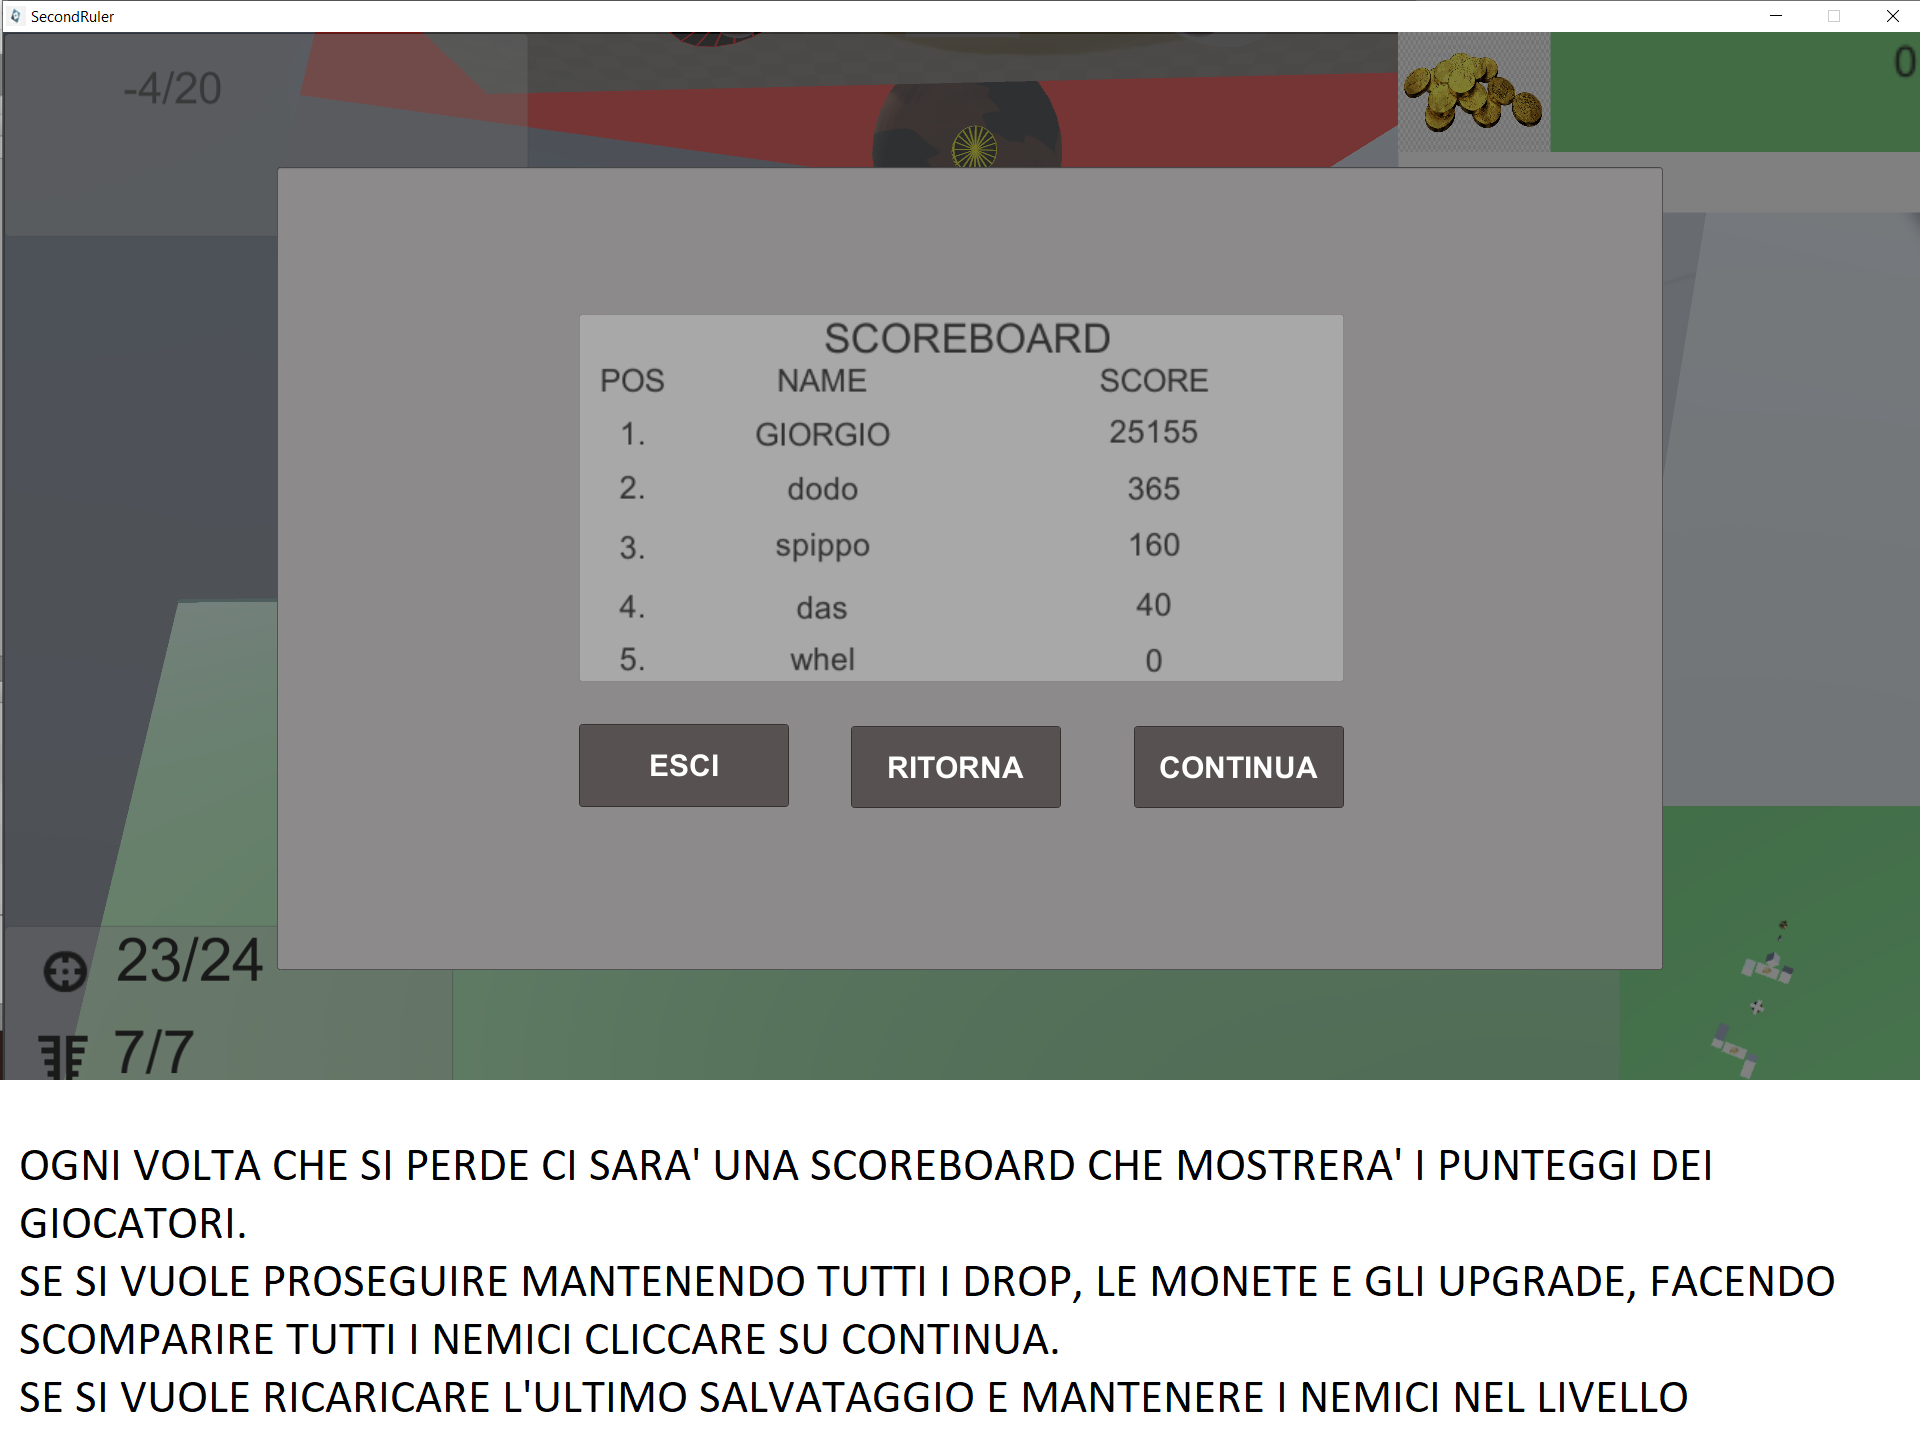 SecondRuler
-4/20
0
SCOREBOARD
POS NAME SCORE
1. GIORGIO 25155
2. dodo 365
3. spippo 160
4. das 40
5. whel 0
ESCI RITORNA CONTINUA
23/24
7/7
OGNI VOLTA CHE SI PERDE CI SARA' UNA SCOREBOARD CHE MOSTRERA' I PUNTEGGI DEI
GIOCATORI.
SE SI VUOLE PROSEGUIRE MANTENENDO TUTTI I DROP, LE MONETE E GLI UPGRADE, FACENDO
SCOMPARIRE TUTTI I NEMICI CLICCARE SU CONTINUA.
SE SI VUOLE RICARICARE L'ULTIMO SALVATAGGIO E MANTENERE I NEMICI NEL LIVELLO